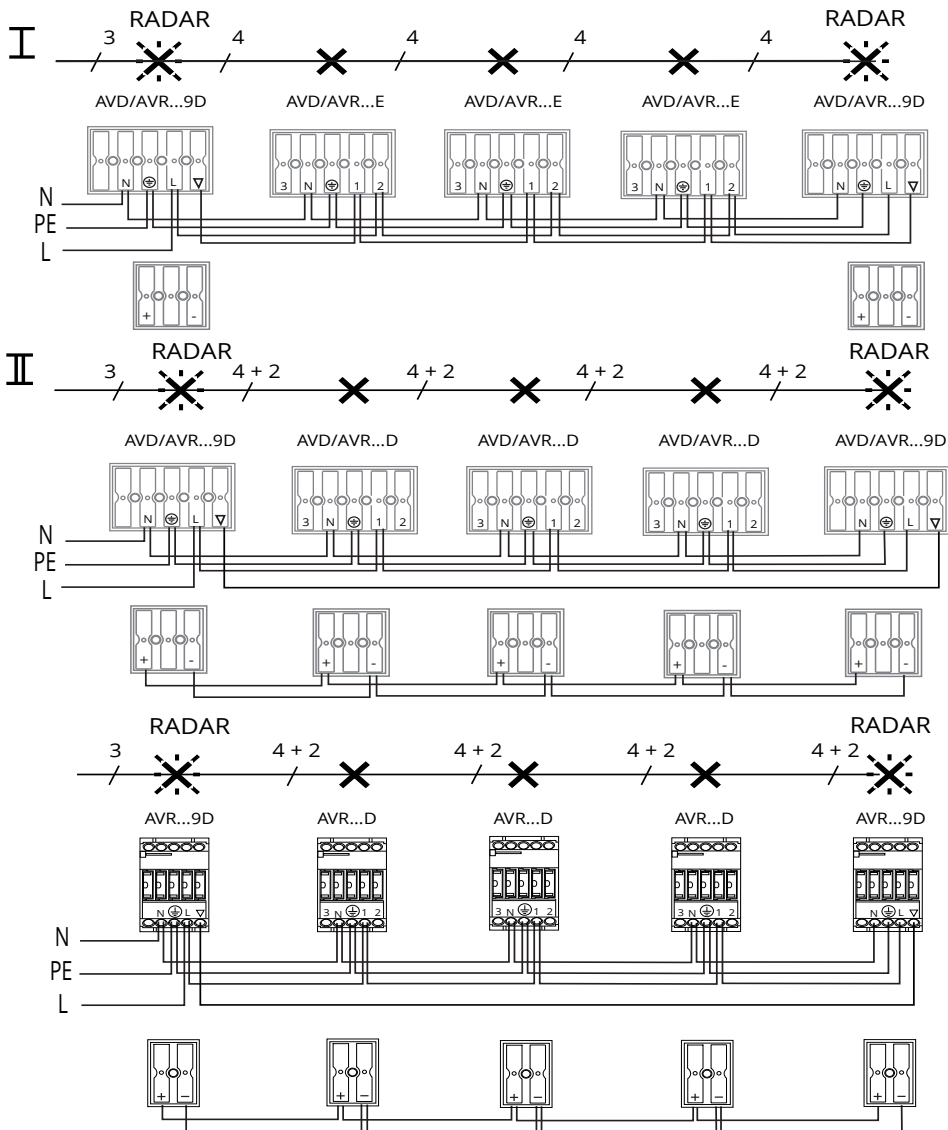 I
RADAR
RADAR
3
4
4
4
4
AVD/AVR...9D
AVD/AVR...E
AVD/AVR...E
AVD/AVR...E
AVD/AVR...9D
N L
3 N 1 2
3 N 1 2
3 N 1 2
N L
N
PE
L
+ -
+ -
II
RADAR
RADAR
3
4 + 2
4 + 2
4 + 2
4 + 2
AVD/AVR...9D
AVD/AVR...D
AVD/AVR...D
AVD/AVR...D
AVD/AVR...9D
N L
3 N 1 2
3 N 1 2
3 N 1 2
N L
N
PE
L
+ -
+ -
+ -
+ -
+ -
RADAR
RADAR
3
4 + 2
4 + 2
4 + 2
4 + 2
AVR...9D
AVR...D
AVR...D
AVR...D
AVR...9D
N L
3 N 1 2
3 N 1 2
3 N 1 2
N L
N
PE
L
+ −
+ −
+ −
+ −
+ −